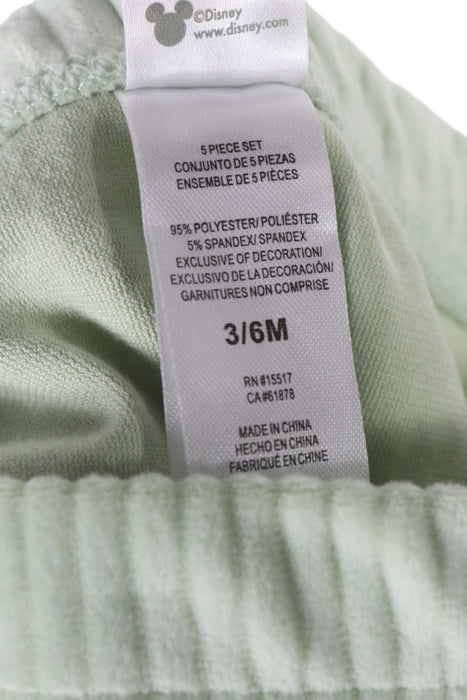 ©Disney
www.disney.com
5 PIECE SET
CONJUNTO DE 5 PIEZAS
ENSEMBLE DE 5 PIÈCES
95% POLYESTER/ POLIÉSTER
5% SPANDEX/ SPANDEX
EXCLUSIVE OF DECORATION/
EXCLUSIVO DE LA DECORACIÓN/
GARNITURES NON COMPRISE
3/6M
RN #15517
CA#61878
MADE IN CHINA
HECHO EN CHINA
FABRIQUÉ EN CHINE